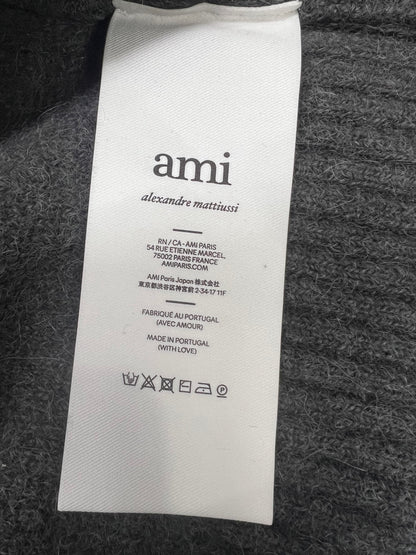 ami
alexandre mattiussi
RN / CA - AMI PARIS
54 RUE ETIENNE MARCEL,
75002 PARIS FRANCE
AMIPARIS.COM
AMI Paris Japan 株式会社
東京都渋谷区神宮前 2-34-17 11F
FABRIQUÉ AU PORTUGAL
(AVEC AMOUR)
MADE IN PORTUGAL
(WITH LOVE)